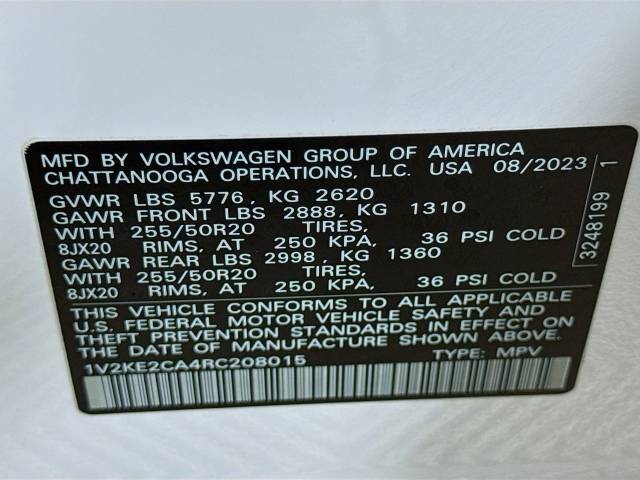 MFD BY VOLKSWAGEN GROUP OF AMERICA
CHATTANOOGA OPERATIONS, LLC. USA 08/2023
GVWR LBS 5776, KG 2620
GAWR FRONT LBS 2888, KG 1310
WITH 255/50R20 TIRES,
8JX20 RIMS, AT 250 KPA, 36 PSI COLD
GAWR REAR LBS 2998, KG 1360
WITH 255/50R20 TIRES,
8JX20 RIMS, AT 250 KPA, 36 PSI COLD
THIS VEHICLE CONFORMS TO ALL APPLICABLE
U.S. FEDERAL MOTOR VEHICLE SAFETY AND
THEFT PREVENTION STANDARDS IN EFFECT ON
THE DATE OF MANUFACTURE SHOWN ABOVE.
1V2KE2CA4RC208015 TYPE: MPV
3248199 1